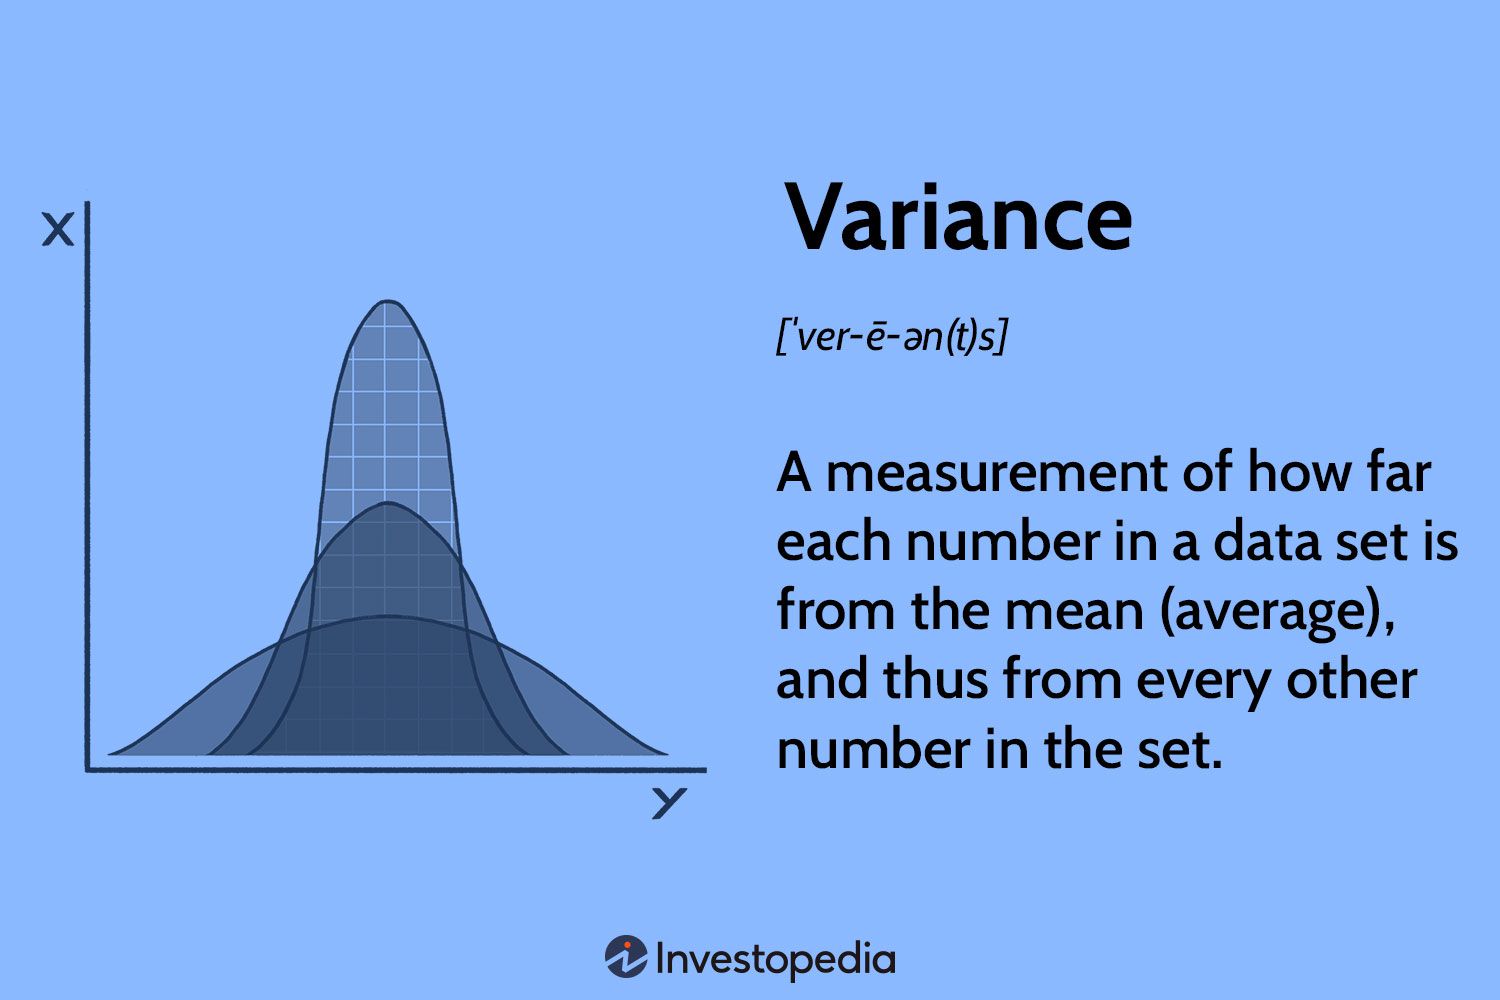 X
Variance
[ˈver-ē-ən(t)s]
A measurement of how far
each number in a data set is
from the mean (average),
and thus from every other
number in the set.
Y
Investopedia